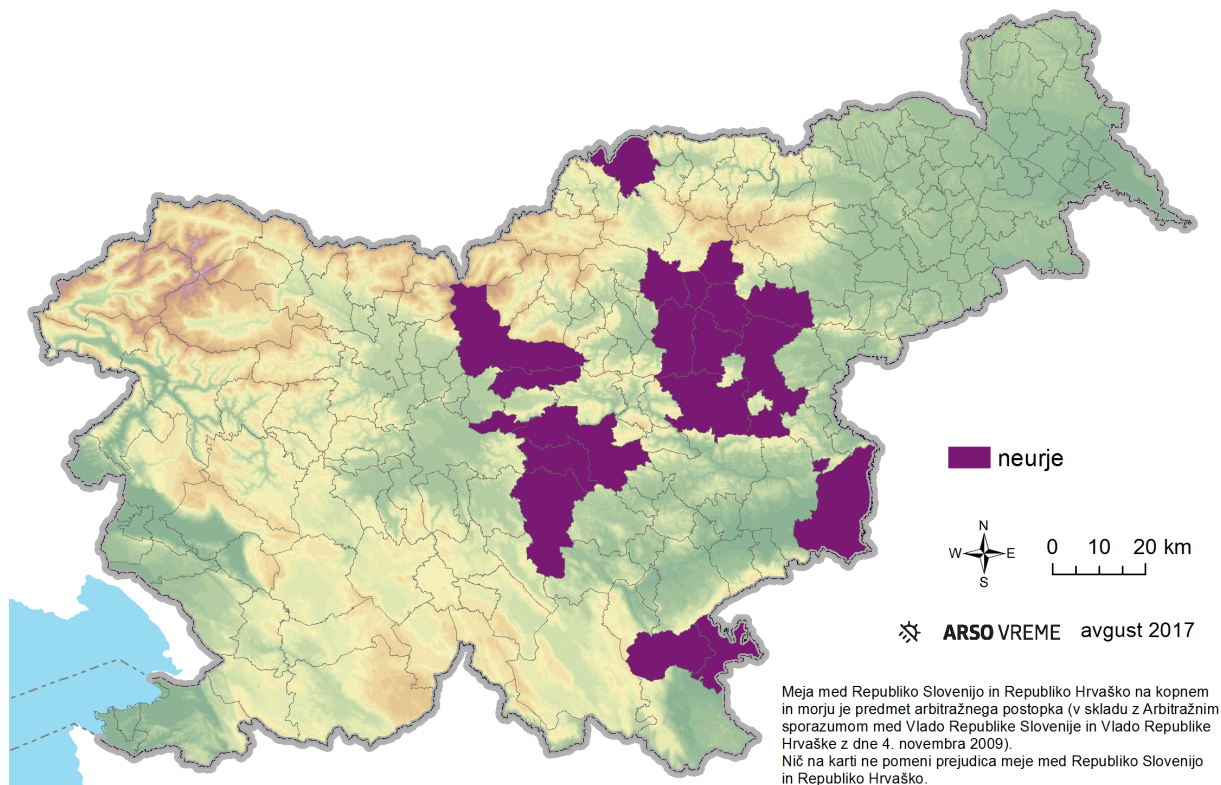 neurje
N
W E
S
0 10 20 km
ARSO VREME avgust 2017
Meja med Republiko Slovenijo in Republiko Hrvaško na kopnem
in morju je predmet arbitražnega postopka (v skladu z Arbitražnim
sporazumom med Vlado Republike Slovenije in Vlado Republike
Hrvaške z dne 4. novembra 2009).
Nič na karti ne pomeni prejudica meje med Republiko Slovenijo
in Republiko Hrvaško.